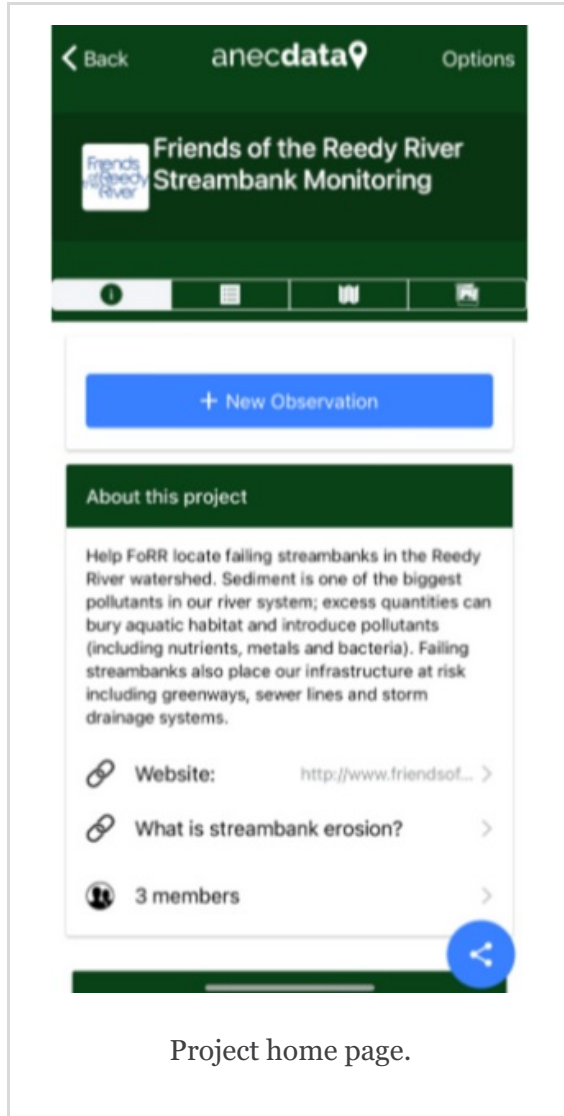 Back
anecdata
Options
Friends of the Reedy River
Streambank Monitoring
Friends
of the
Reedy
River
+ New Observation
About this project
Help FoRR locate failing streambanks in the Reedy
River watershed. Sediment is one of the biggest
pollutants in our river system; excess quantities can
bury aquatic habitat and introduce pollutants
(including nutrients, metals and bacteria). Failing
streambanks also place our infrastructure at risk
including greenways, sewer lines and storm
drainage systems.
Website: http://www.friendsof...
What is streambank erosion?
3 members
Project home page.